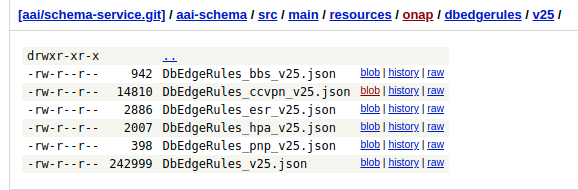 [aai/schema-service.git] / aai-schema / src / main / resources / onap / dbedgerules / v25 /
drwxr-xr-x ..
-rw-r--r-- 942 DbEdgeRules_bbs_v25.json blob | history | raw
-rw-r--r-- 14810 DbEdgeRules_ccvpn_v25.json blob | history | raw
-rw-r--r-- 2886 DbEdgeRules_esr_v25.json blob | history | raw
-rw-r--r-- 2007 DbEdgeRules_hpa_v25.json blob | history | raw
-rw-r--r-- 398 DbEdgeRules_pnp_v25.json blob | history | raw
-rw-r--r-- 242999 DbEdgeRules_v25.json blob | history | raw